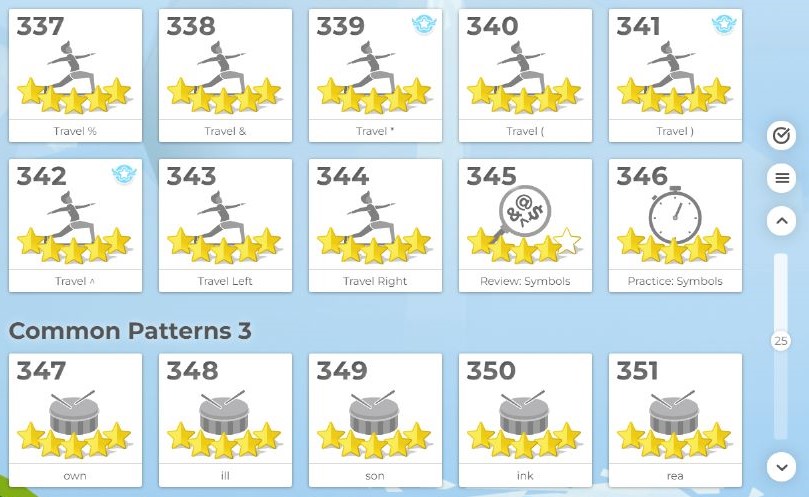 337 338 339 340 341
Travel % Travel & Travel * Travel ( Travel )
342 343 344 345 346
Travel ^ Travel Left Travel Right Review: Symbols Practice: Symbols
25
Common Patterns 3
347 348 349 350 351
own ill son ink rea